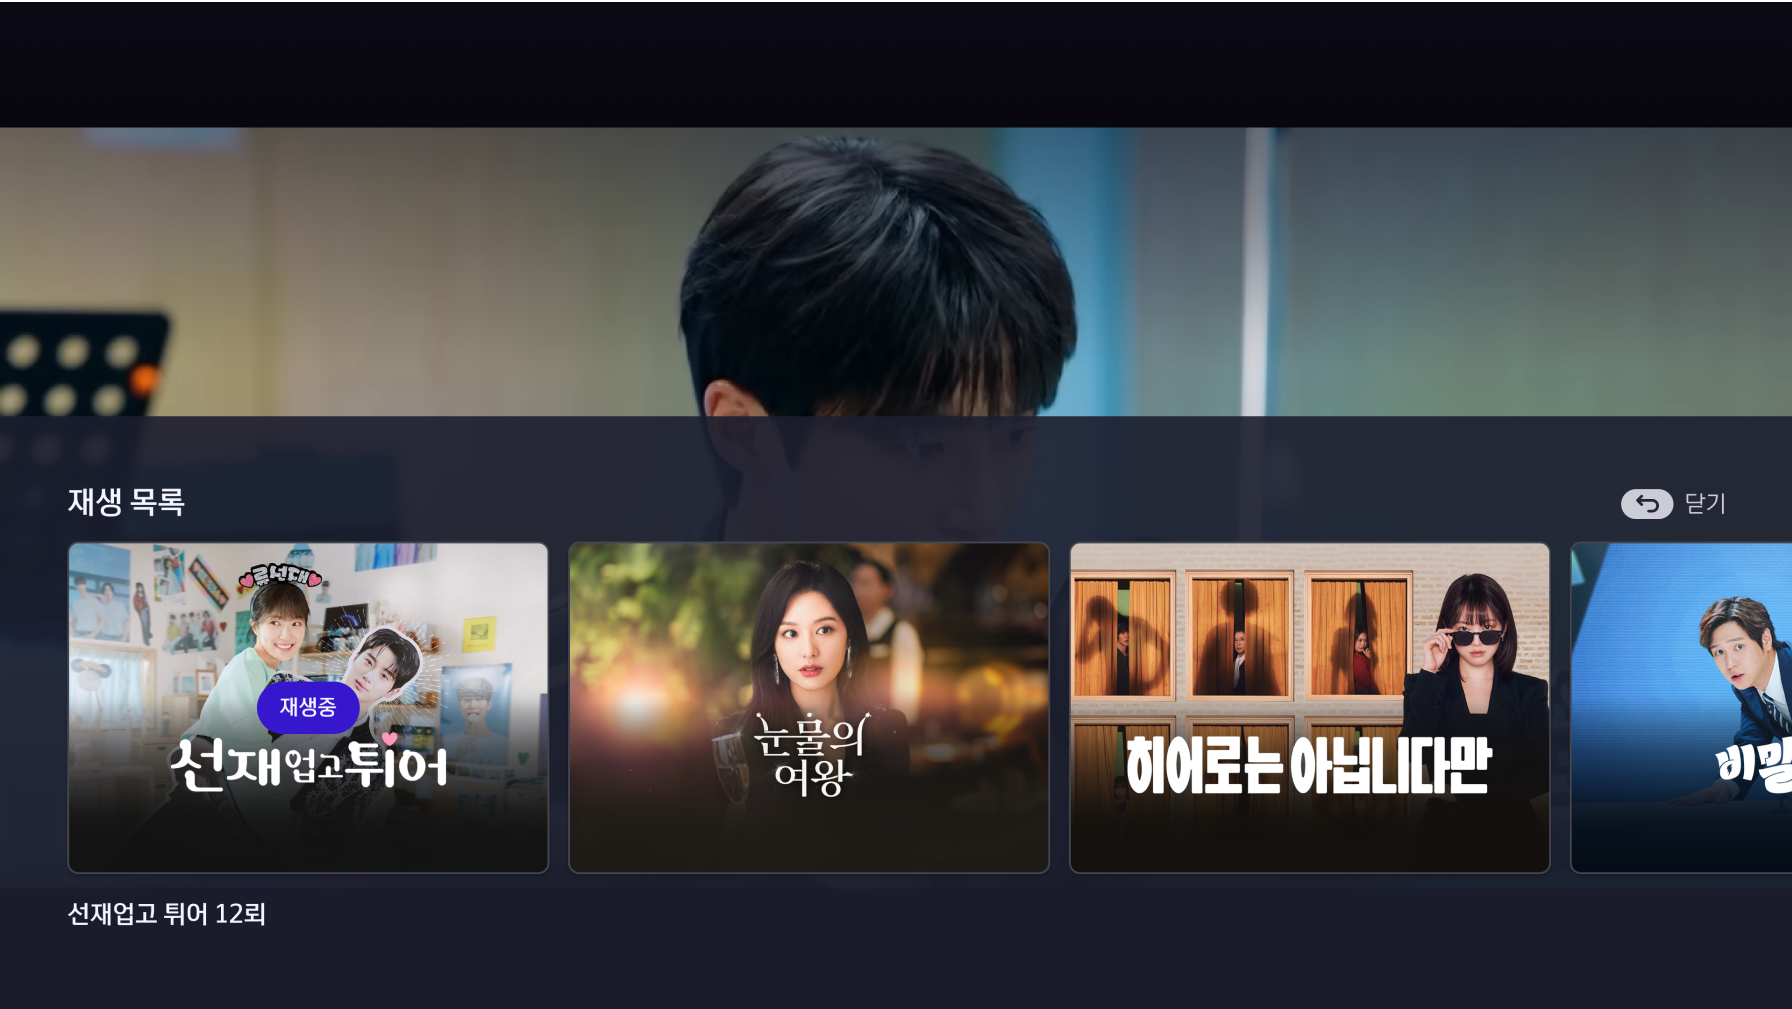 재생 목록
닫기
류선재
재생중
선재 업고 튀어
눈물의
여왕
히어로는 아닙니다만
비밀
선재업고 튀어 12뢰